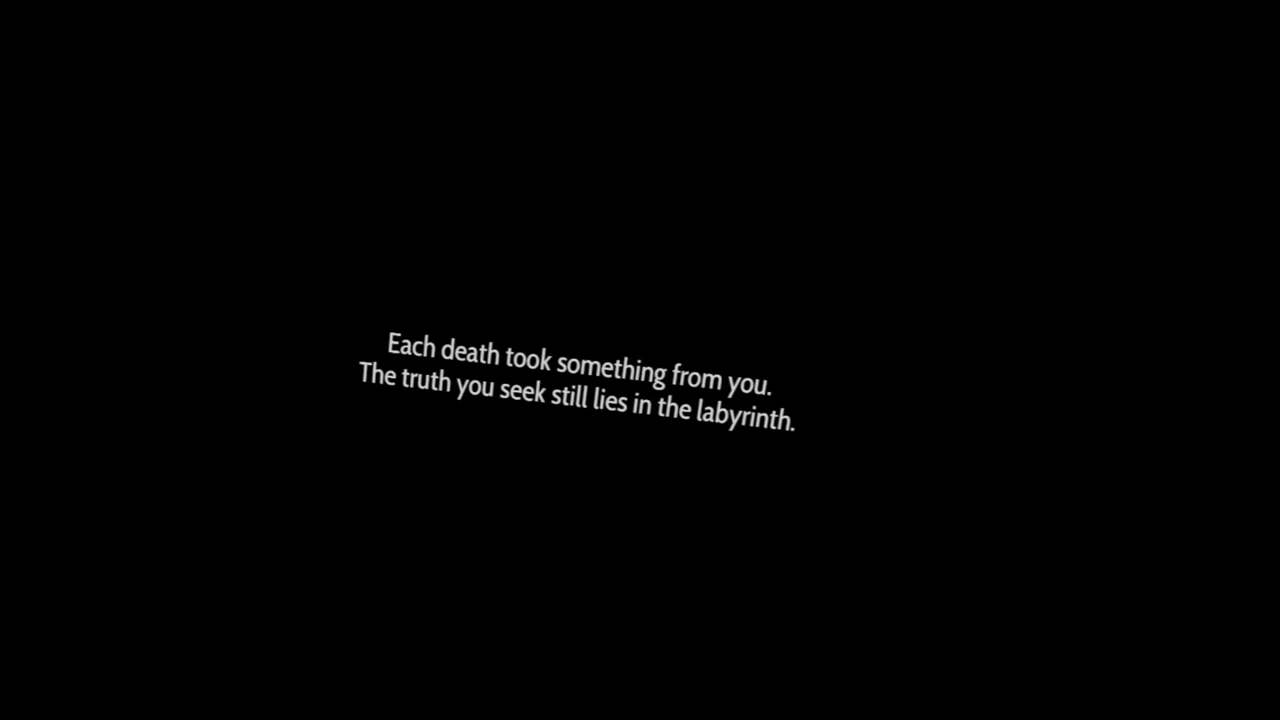 Each death took something from you.
The truth you seek still lies in the labyrinth.